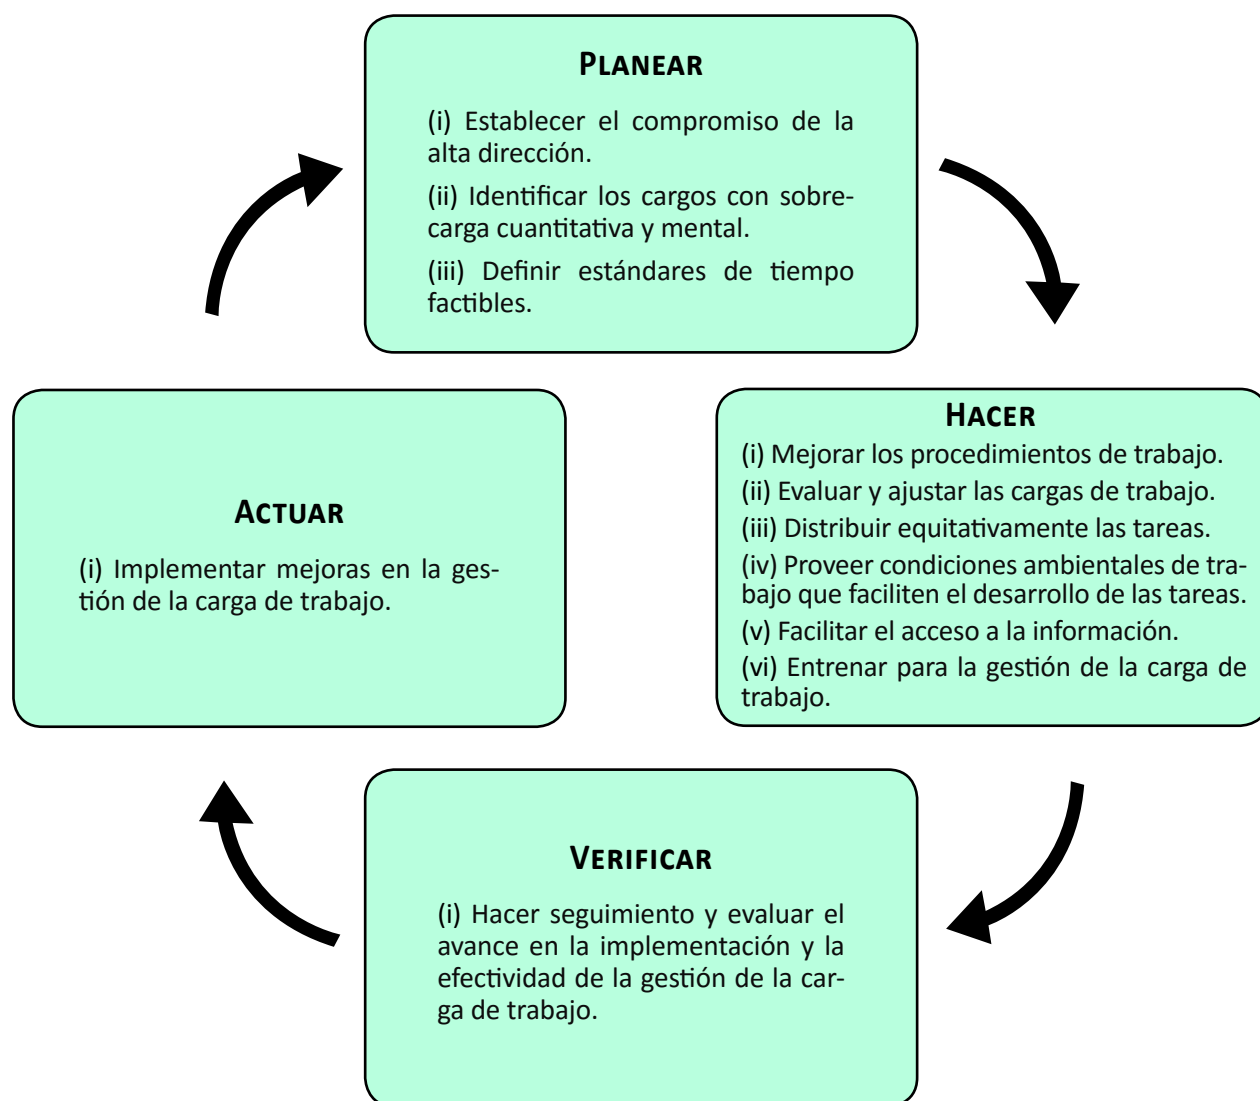 PLANEAR
(i) Establecer el compromiso de la
alta dirección.
(ii) Identificar los cargos con sobre-
carga cuantitativa y mental.
(iii) Definir estándares de tiempo
factibles.
HACER
(i) Mejorar los procedimientos de trabajo.
(ii) Evaluar y ajustar las cargas de trabajo.
(iii) Distribuir equitativamente las tareas.
(iv) Proveer condiciones ambientales de tra-
bajo que faciliten el desarrollo de las tareas.
(v) Facilitar el acceso a la información.
(vi) Entrenar para la gestión de la carga de
trabajo.
VERIFICAR
(i) Hacer seguimiento y evaluar el
avance en la implementación y la
efectividad de la gestión de la car-
ga de trabajo.
ACTUAR
(i) Implementar mejoras en la ges-
tión de la carga de trabajo.